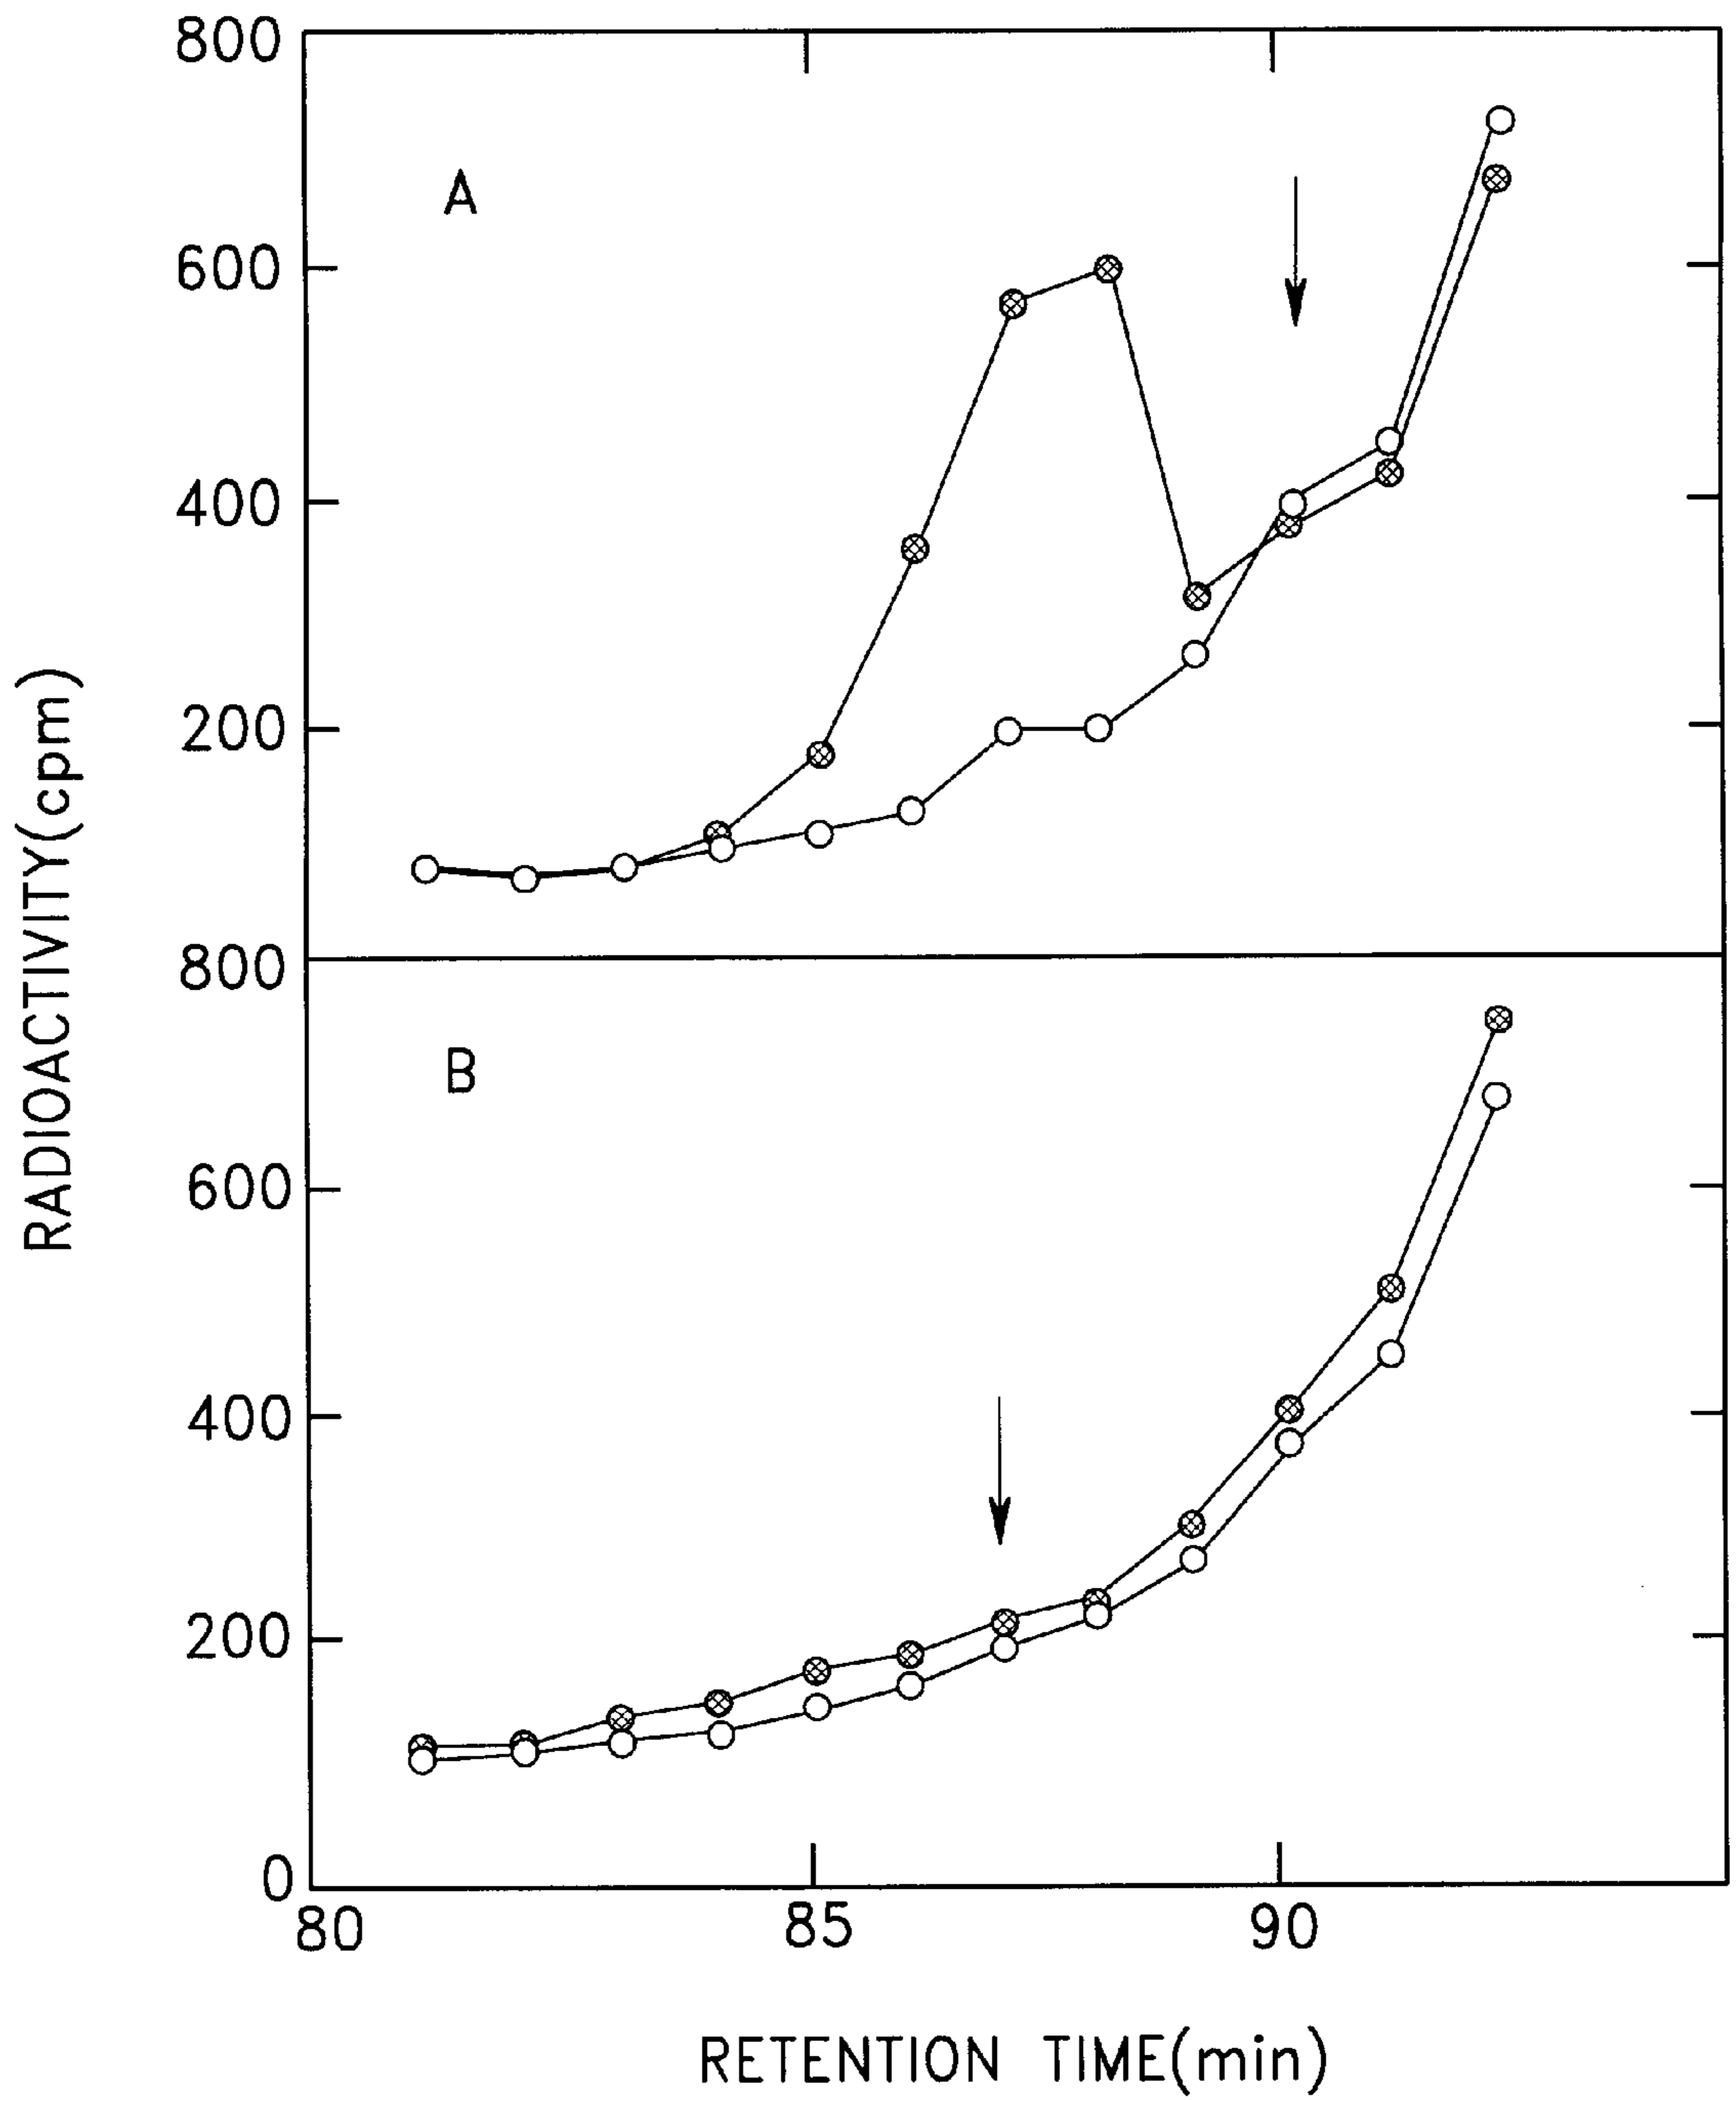 800
A
600
400
200
RADIOACTIVITY(cpm)
800
B
600
400
200
0
80 85 90
RETENTION TIME(min)